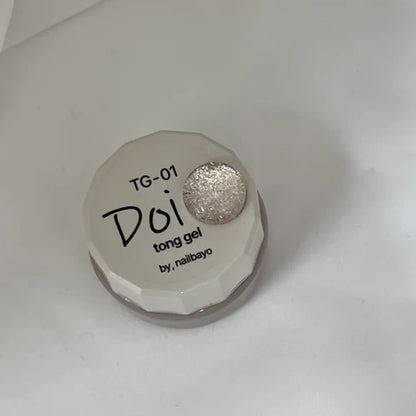 TG-01
Doi
tong gel
by, nailbayo